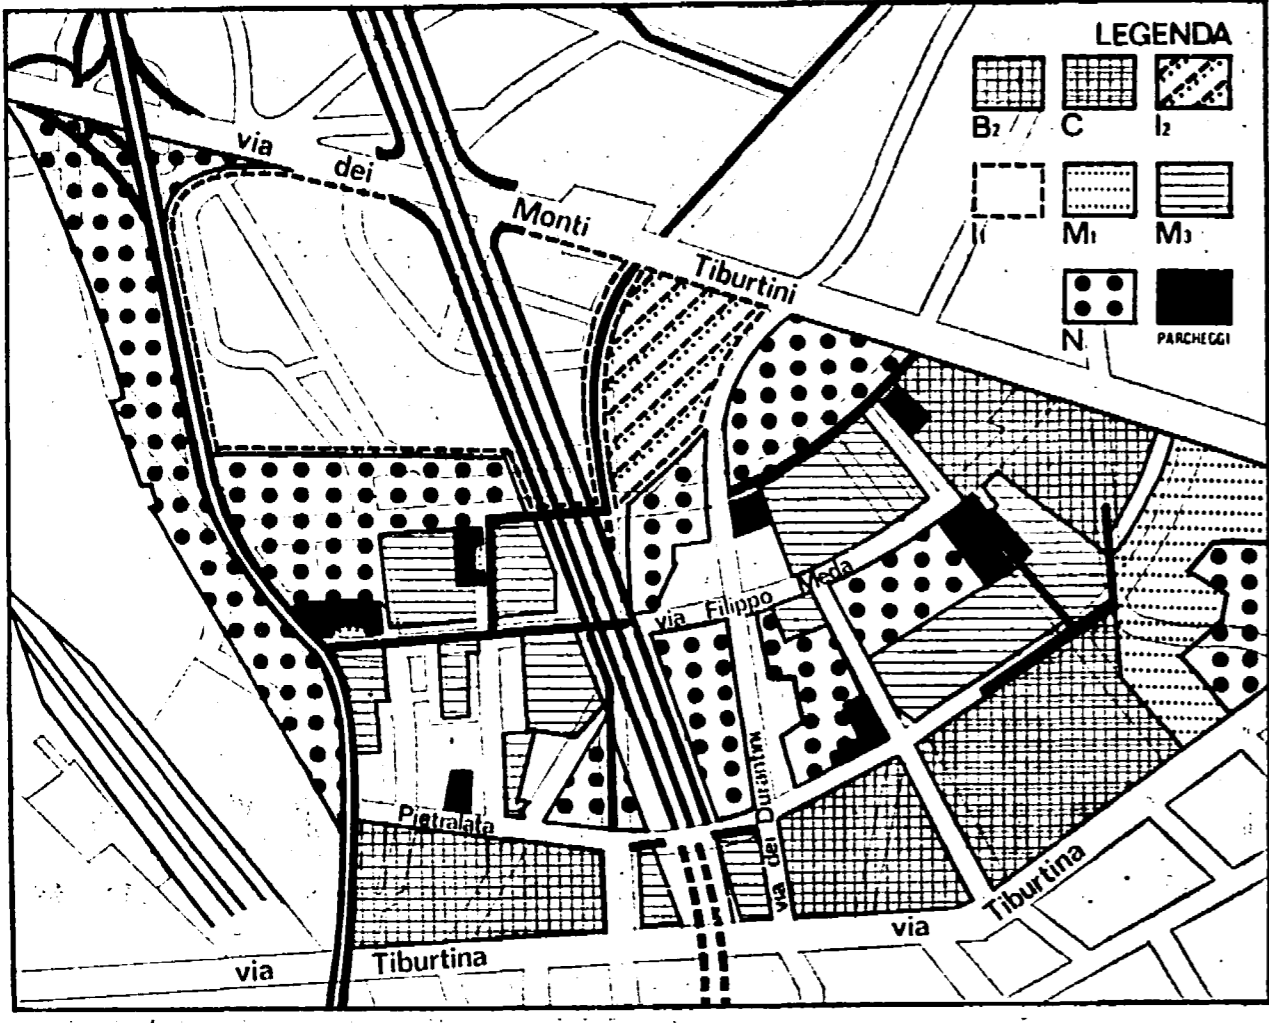 LEGENDA
B2 C I2
I1 M1 M3
N PARCHEGGI
via dei Monti Tiburtini
via Filippo Meda
via dei Durantini
Pietralata
via Tiburtina
via Tiburtina